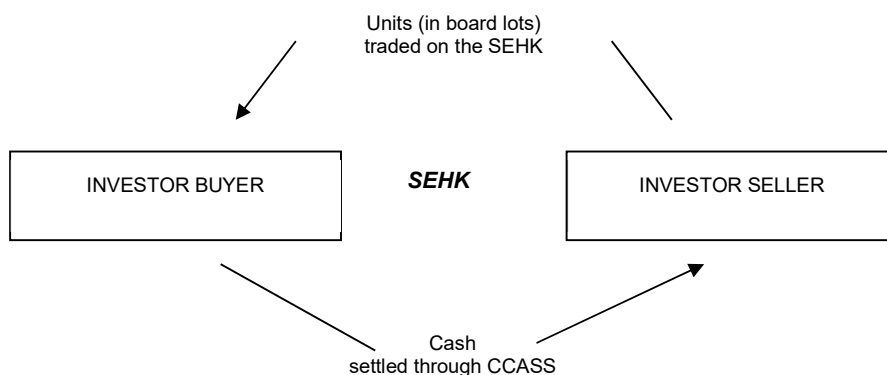 Units (in board lots)
traded on the SEHK
INVESTOR BUYER
SEHK
INVESTOR SELLER
Cash
settled through CCASS